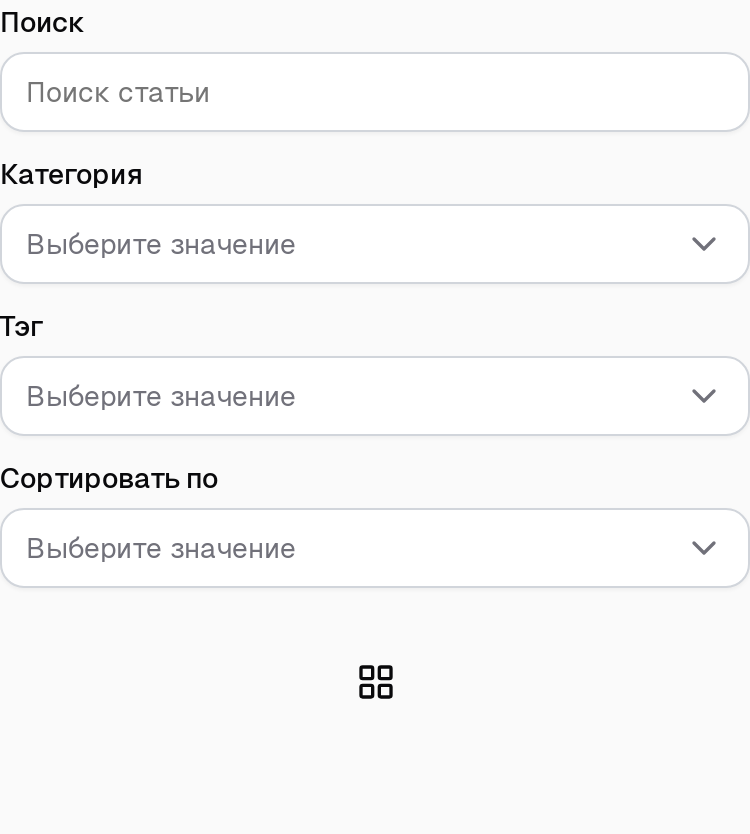 Поиск
Поиск статьи
Категория
Выберите значение
Тэг
Выберите значение
Сортировать по
Выберите значение